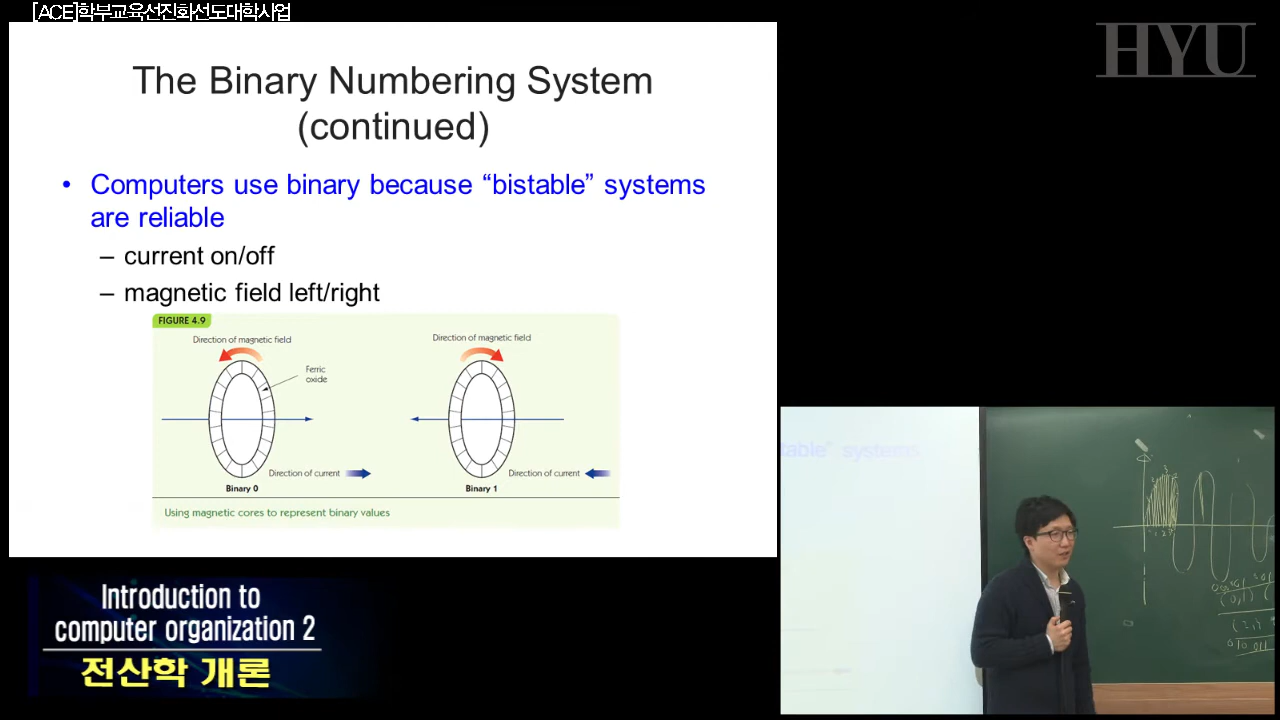 [ACE]학부교육선진화선도대학사업
HYU
The Binary Numbering System
(continued)
• Computers use binary because “bistable” systems
are reliable
– current on/off
– magnetic field left/right
FIGURE 4.9
Direction of magnetic field
Direction of magnetic field
Ferric
oxide
Direction of current
Direction of current
Binary 0
Binary 1
Using magnetic cores to represent binary values
table” systems
Introduction to
computer organization 2
전산학 개론